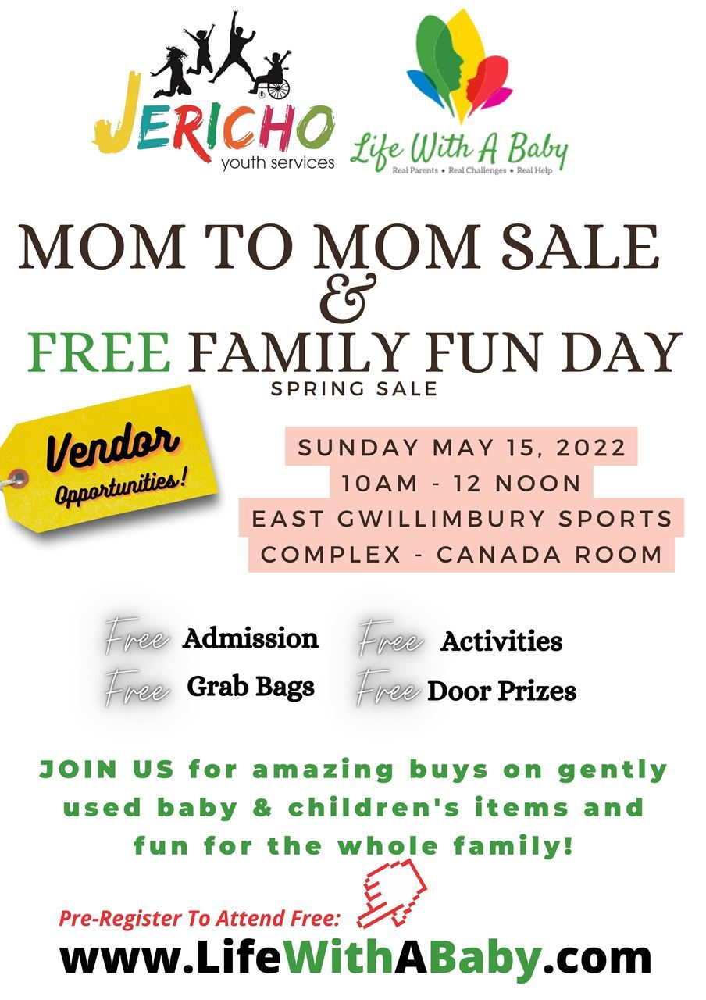 JERICHO
youth services
Life With A Baby
Real Parents • Real Challenges • Real Help
MOM TO MOM SALE
&
FREE FAMILY FUN DAY
SPRING SALE
Vendor
Opportunities!
SUNDAY MAY 15, 2022
10AM - 12 NOON
EAST GWILLIMBURY SPORTS
COMPLEX - CANADA ROOM
Free Admission
Free Activities
Free Grab Bags
Free Door Prizes
JOIN US for amazing buys on gently
used baby & children's items and
fun for the whole family!
Pre-Register To Attend Free:
www.LifeWithABaby.com